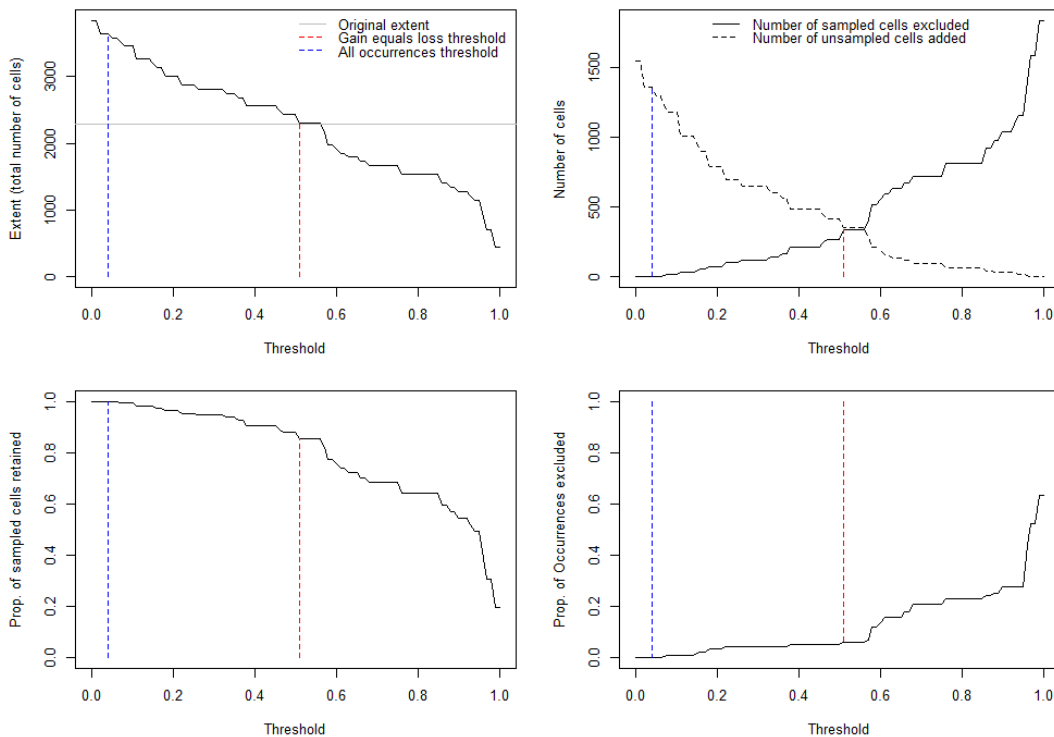 Original extent
Gain equals loss threshold
All occurrences threshold
Extent (total number of cells)
0 1000 2000 3000
0.0 0.2 0.4 0.6 0.8 1.0
Threshold
Number of sampled cells excluded
Number of unsampled cells added
Number of cells
0 500 1000 1500
0.0 0.2 0.4 0.6 0.8 1.0
Threshold
Prop. of sampled cells retained
0.0 0.2 0.4 0.6 0.8 1.0
0.0 0.2 0.4 0.6 0.8 1.0
Threshold
Prop. of Occurrences excluded
0.0 0.2 0.4 0.6 0.8 1.0
0.0 0.2 0.4 0.6 0.8 1.0
Threshold